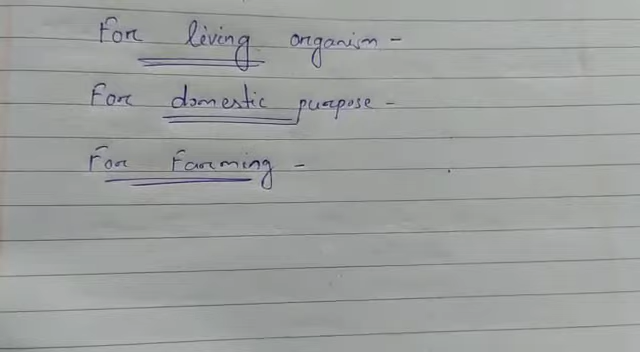 For living organism -
For domestic purpose -
For Farming -